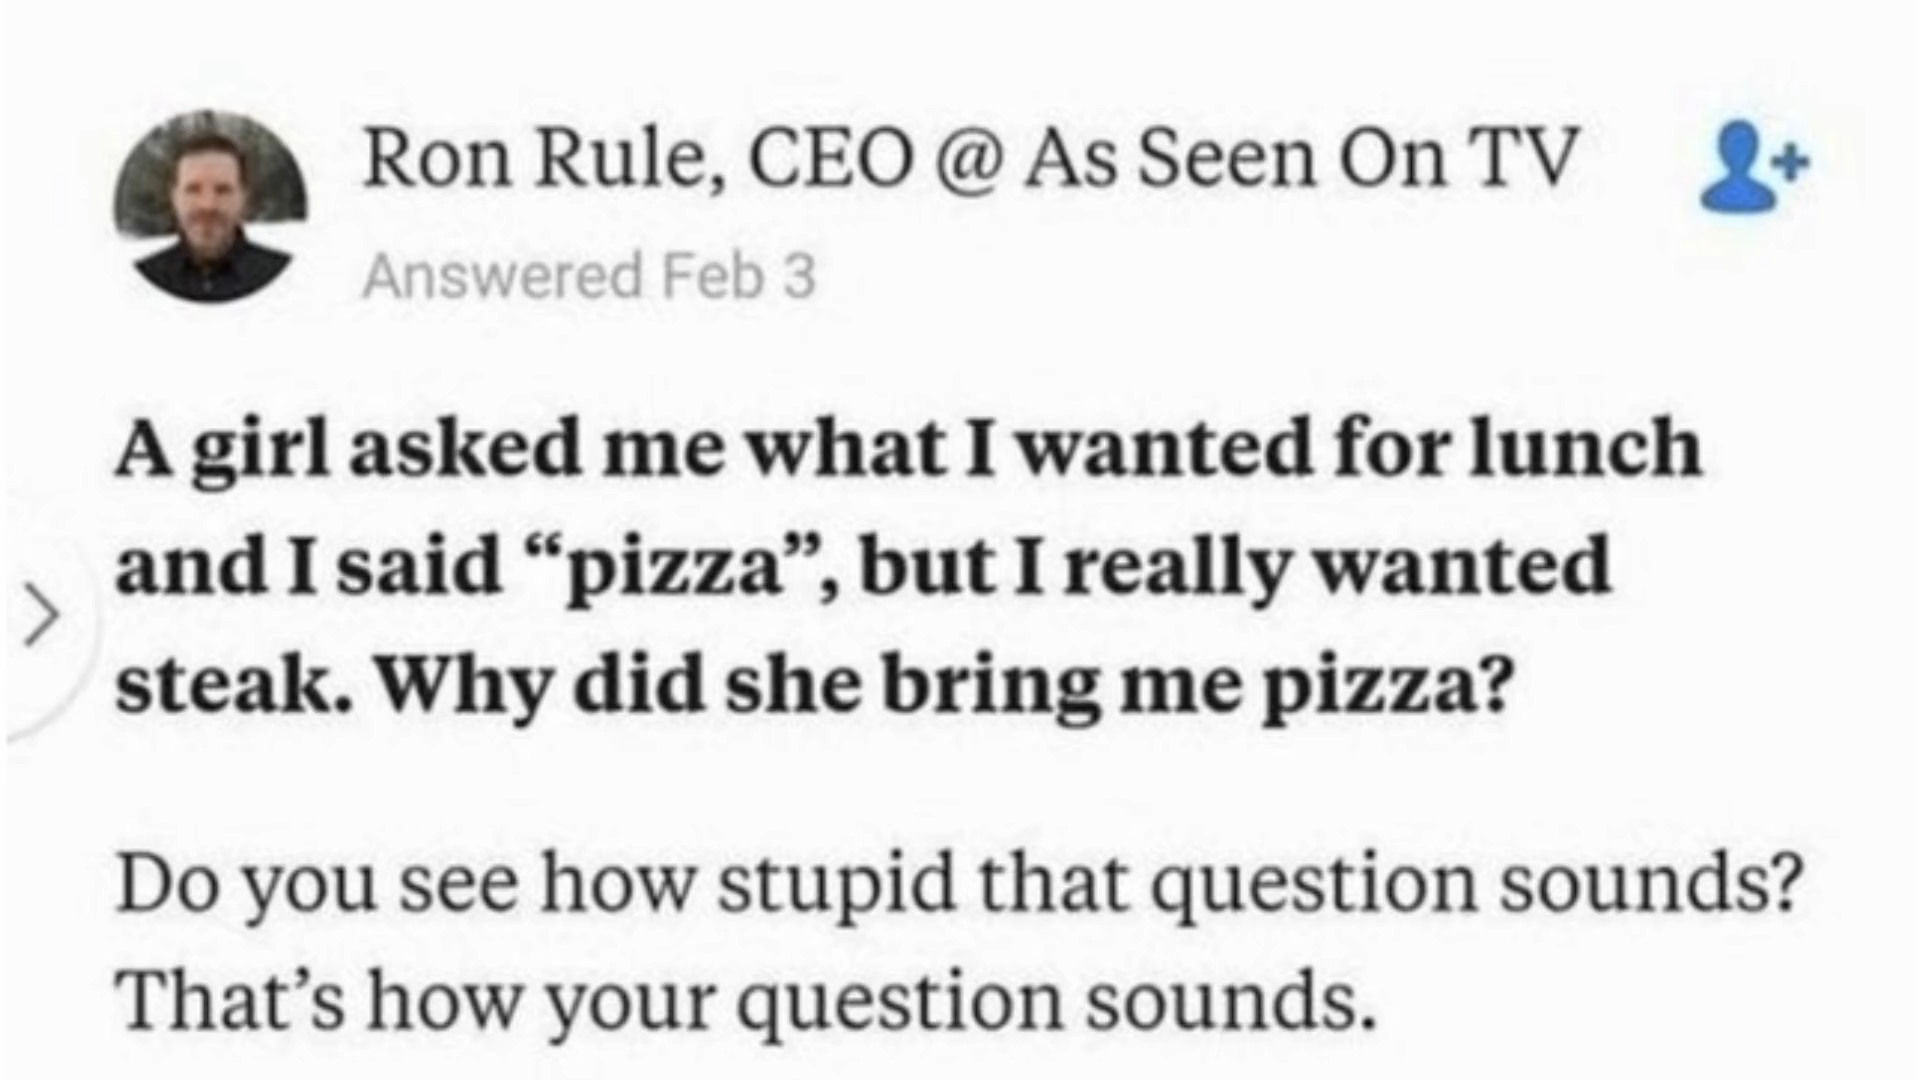 Ron Rule, CEO @ As Seen On TV
Answered Feb 3
A girl asked me what I wanted for lunch
and I said “pizza”, but I really wanted
steak. Why did she bring me pizza?
Do you see how stupid that question sounds?
That’s how your question sounds.